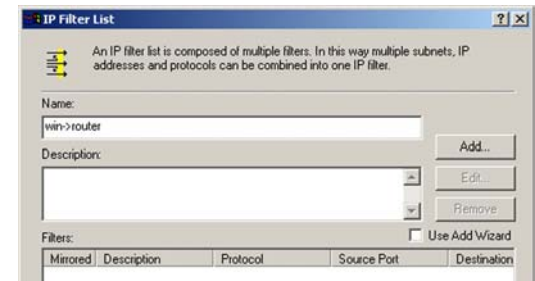 IP Filter List
An IP filter list is composed of multiple filters. In this way multiple subnets, IP
addresses and protocols can be combined into one IP filter.
Name:
win->router
Add...
Description:
Edit...
Remove
Filters:
Use Add Wizard
Mirrored Description Protocol Source Port Destination